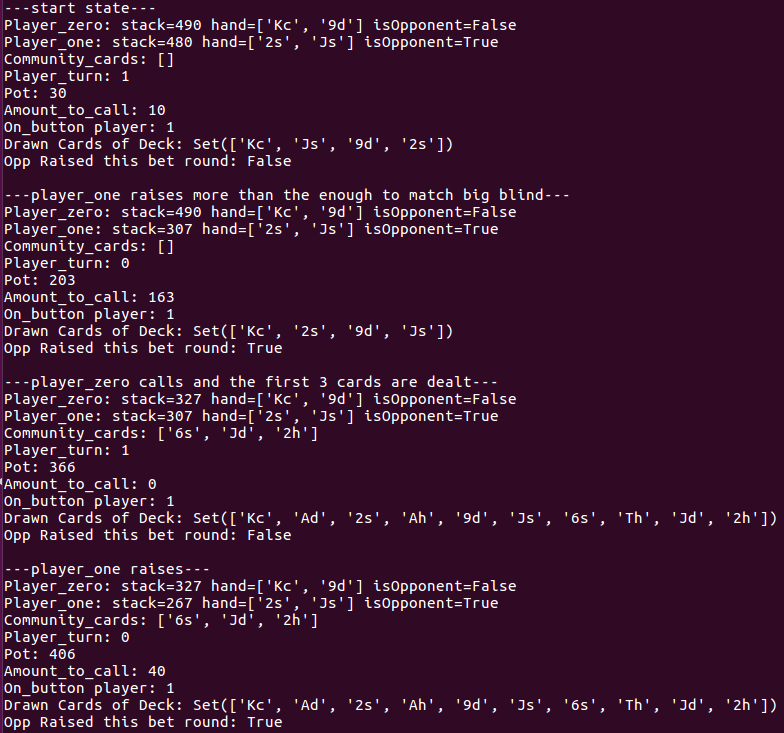 ---start state---
Player_zero: stack=490 hand=['Kc', '9d'] isOpponent=False
Player_one: stack=480 hand=['2s', 'Js'] isOpponent=True
Community_cards: []
Player_turn: 1
Pot: 30
Amount_to_call: 10
On_button player: 1
Drawn Cards of Deck: Set(['Kc', 'Js', '9d', '2s'])
Opp Raised this bet round: False
---player_one raises more than the enough to match big blind---
Player_zero: stack=490 hand=['Kc', '9d'] isOpponent=False
Player_one: stack=307 hand=['2s', 'Js'] isOpponent=True
Community_cards: []
Player_turn: 0
Pot: 203
Amount_to_call: 163
On_button player: 1
Drawn Cards of Deck: Set(['Kc', '2s', '9d', 'Js'])
Opp Raised this bet round: True
---player_zero calls and the first 3 cards are dealt---
Player_zero: stack=327 hand=['Kc', '9d'] isOpponent=False
Player_one: stack=307 hand=['2s', 'Js'] isOpponent=True
Community_cards: ['6s', 'Jd', '2h']
Player_turn: 1
Pot: 366
Amount_to_call: 0
On_button player: 1
Drawn Cards of Deck: Set(['Kc', 'Ad', '2s', 'Ah', '9d', 'Js', '6s', 'Th', 'Jd', '2h'])
Opp Raised this bet round: False
---player_one raises---
Player_zero: stack=327 hand=['Kc', '9d'] isOpponent=False
Player_one: stack=267 hand=['2s', 'Js'] isOpponent=True
Community_cards: ['6s', 'Jd', '2h']
Player_turn: 0
Pot: 406
Amount_to_call: 40
On_button player: 1
Drawn Cards of Deck: Set(['Kc', 'Ad', '2s', 'Ah', '9d', 'Js', '6s', 'Th', 'Jd', '2h'])
Opp Raised this bet round: True